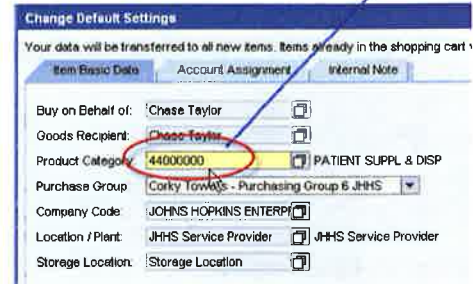 Change Default Settings
Your data will be transferred to all new items. Items already in the shopping cart
Item Basic Data Account Assignment Internal Note
Buy on Behalf of: Chase Taylor
Goods Recipient: Chase Taylor
Product Category: 44000000 PATIENT SUPPL & DISP
Purchase Group Corky Towers - Purchasing Group 6 JHHS
Company Code: JOHNS HOPKINS ENTERPR
Location / Plant: JHHS Service Provider JHHS Service Provider
Storage Location: Storage Location